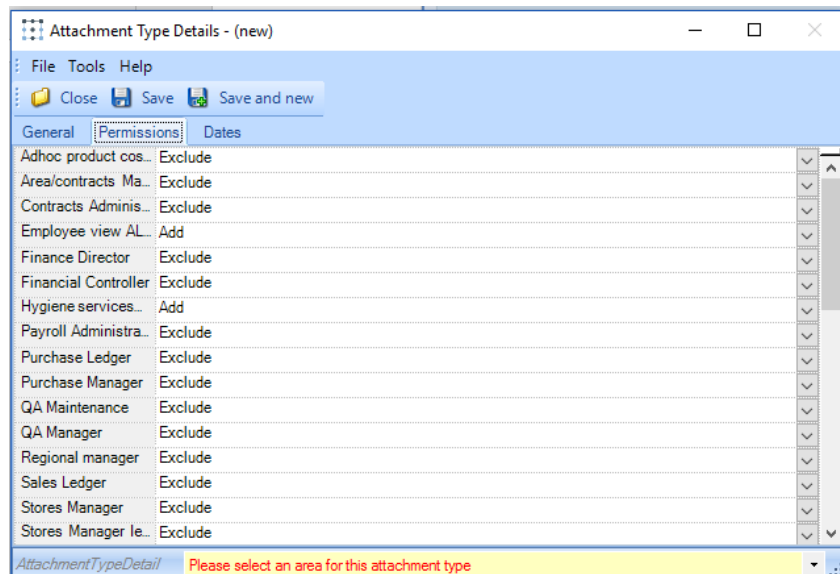 Attachment Type Details - (new)
File Tools Help
Close Save Save and new
General Permissions Dates
Adhoc product cos... Exclude
Area/contracts Ma... Exclude
Contracts Adminis... Exclude
Employee view AL... Add
Finance Director Exclude
Financial Controller Exclude
Hygiene services... Add
Payroll Administra... Exclude
Purchase Ledger Exclude
Purchase Manager Exclude
QA Maintenance Exclude
QA Manager Exclude
Regional manager Exclude
Sales Ledger Exclude
Stores Manager Exclude
Stores Manager le... Exclude
AttachmentTypeDetail Please select an area for this attachment type